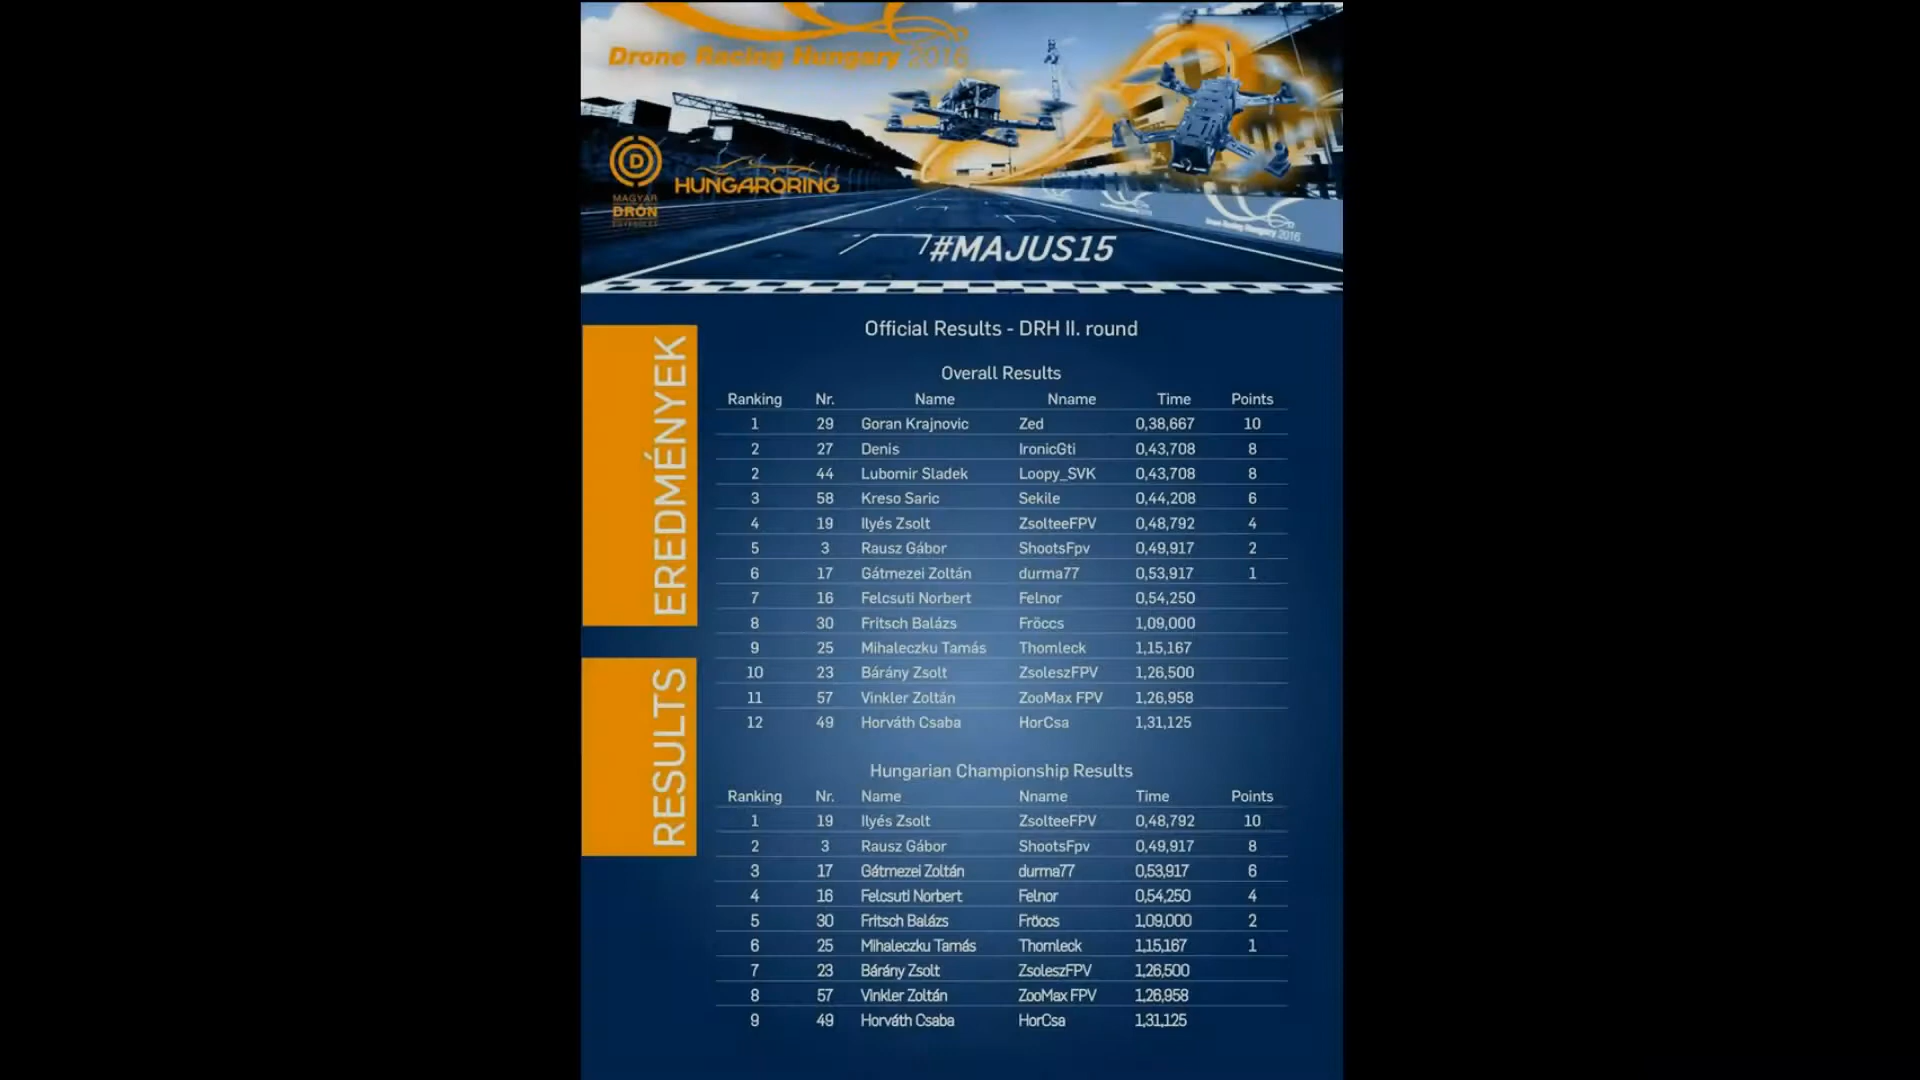 Drone Racing Hungary 2016
D
HUNGARORING
MAGYAR
DRÓN
EGYESÜLET
Drone Racing Hungary 2016
#MAJUS15
EREDMÉNYEK
RESULTS
Official Results - DRH II. round
Overall Results
Ranking Nr. Name Nname Time Points
1 29 Goran Krajnovic Zed 0,38,667 10
2 27 Denis IronicGti 0,43,708 8
2 44 Lubomir Sladek Loopy_SVK 0,43,708 8
3 58 Kreso Saric Sekile 0,44,208 6
4 19 Ilyés Zsolt ZsolteeFPV 0,48,792 4
5 3 Rausz Gábor ShootsFpv 0,49,917 2
6 17 Gátmezei Zoltán durma77 0,53,917 1
7 16 Felcsuti Norbert Felnor 0,54,250
8 30 Fritsch Balázs Fröccs 1,09,000
9 25 Mihaleczku Tamás Thomleck 1,15,167
10 23 Bárány Zsolt ZsoleszFPV 1,26,500
11 57 Vinkler Zoltán ZooMax FPV 1,26,958
12 49 Horváth Csaba HorCsa 1,31,125
Hungarian Championship Results
Ranking Nr. Name Nname Time Points
1 19 Ilyés Zsolt ZsolteeFPV 0,48,792 10
2 3 Rausz Gábor ShootsFpv 0,49,917 8
3 17 Gátmezei Zoltán durma77 0,53,917 6
4 16 Felcsuti Norbert Felnor 0,54,250 4
5 30 Fritsch Balázs Fröccs 1,09,000 2
6 25 Mihaleczku Tamás Thomleck 1,15,167 1
7 23 Bárány Zsolt ZsoleszFPV 1,26,500
8 57 Vinkler Zoltán ZooMax FPV 1,26,958
9 49 Horváth Csaba HorCsa 1,31,125